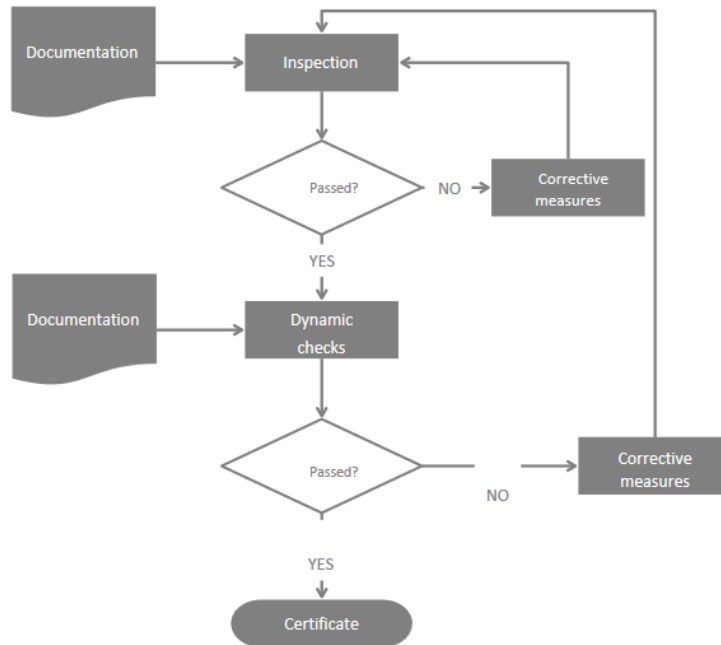 Documentation
Inspection
Passed?
NO
Corrective
measures
YES
Documentation
Dynamic
checks
Passed?
NO
Corrective
measures
YES
Certificate